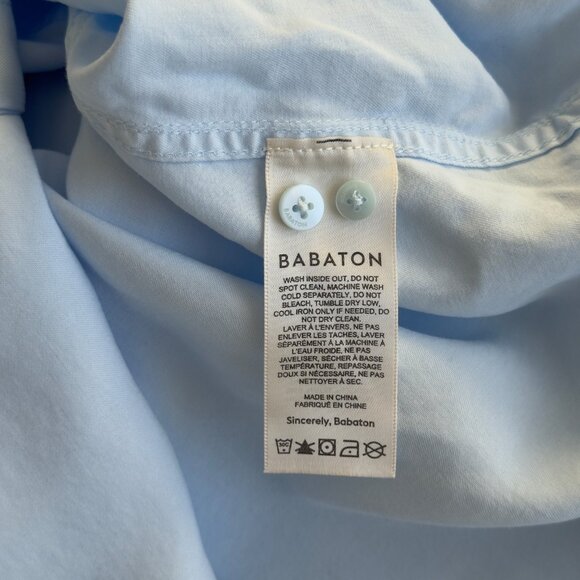 BABATON
BABATON
WASH INSIDE OUT, DO NOT
SPOT CLEAN, MACHINE WASH
COLD SEPARATELY, DO NOT
BLEACH, TUMBLE DRY LOW,
COOL IRON ONLY IF NEEDED, DO
NOT DRY CLEAN.
LAVER À L'ENVERS, NE PAS
ENLEVER LES TACHES, LAVER
SÉPARÉMENT À LA MACHINE À
L'EAU FROIDE, NE PAS
JAVELISER, SÉCHER À BASSE
TEMPÉRATURE, REPASSAGE
DOUX SI NÉCESSAIRE, NE PAS
NETTOYER À SEC.
MADE IN CHINA
FABRIQUÉ EN CHINE
Sincerely, Babaton
30C